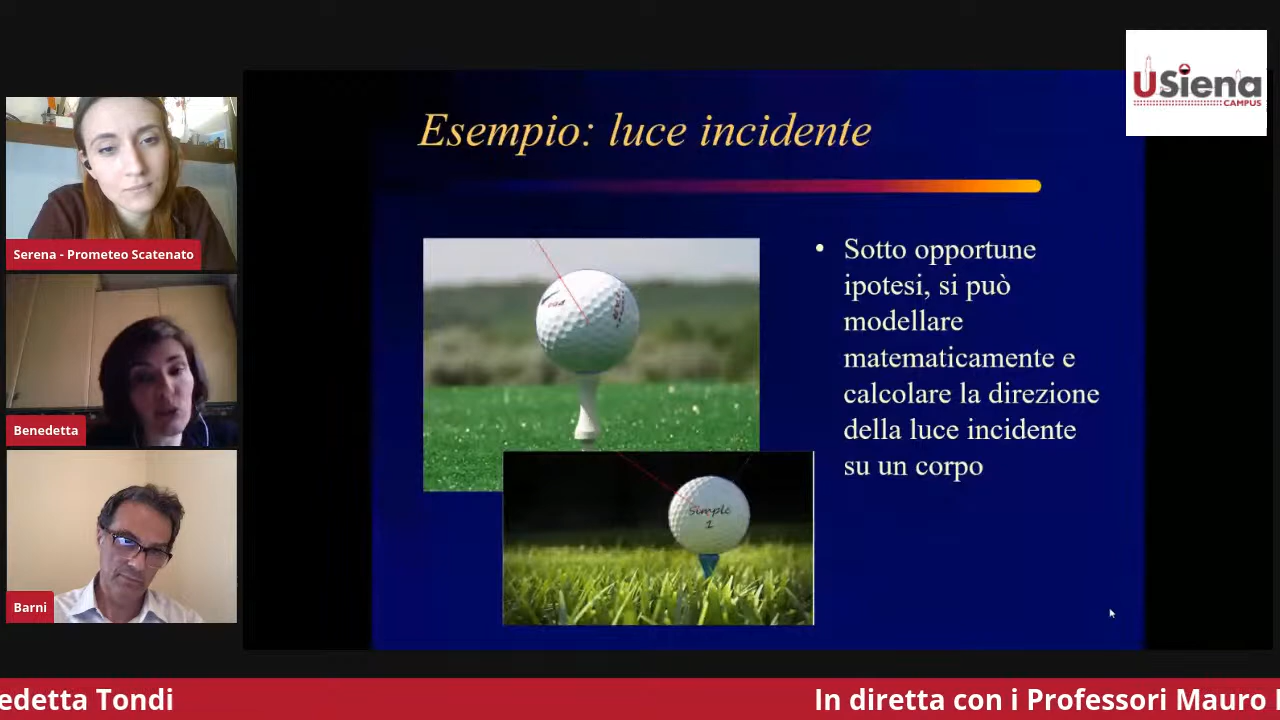 USiena
CAMPUS
Esempio: luce incidente
Serena - Prometeo Scatenato
Benedetta
Barni
• Sotto opportune
ipotesi, si può
modellare
matematicamente e
calcolare la direzione
della luce incidente
su un corpo
Simple
1
edetta Tondi
In diretta con i Professori Mauro